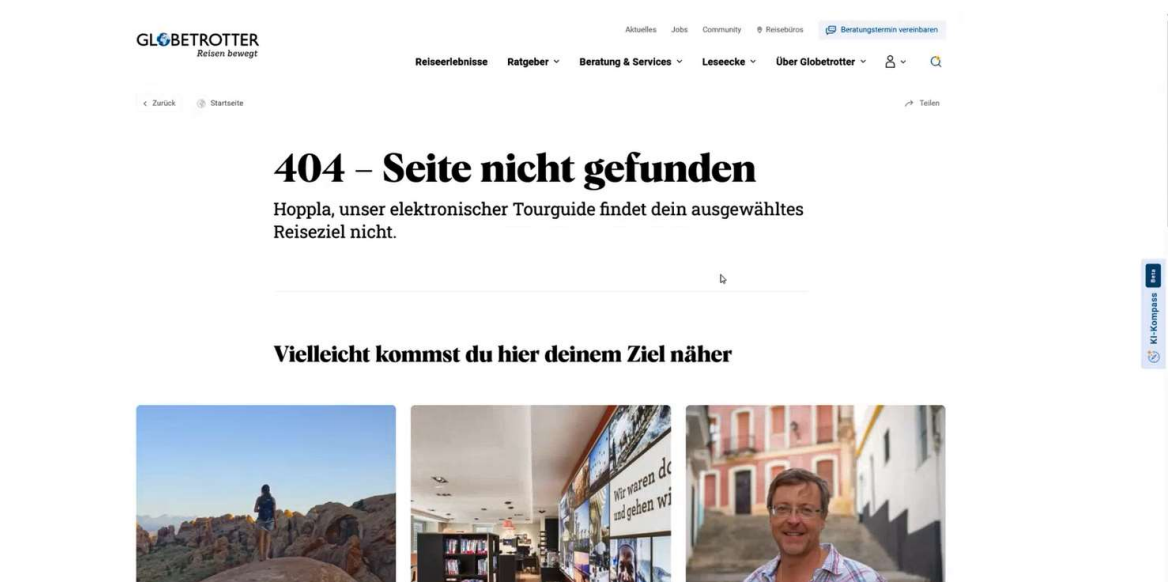 GLOBETROTTER
Reisen bewegt
Aktuelles Jobs Community Reisebüros Beratungstermin vereinbaren
Reiseerlebnisse Ratgeber Beratung & Services Leseecke Über Globetrotter
Zurück Startseite Teilen
404 – Seite nicht gefunden
Hoppla, unser elektronischer Tourguide findet dein ausgewähltes
Reiseziel nicht.
KI-Kompass Beta
Vielleicht kommst du hier deinem Ziel näher
Wir waren do
und gehen wi